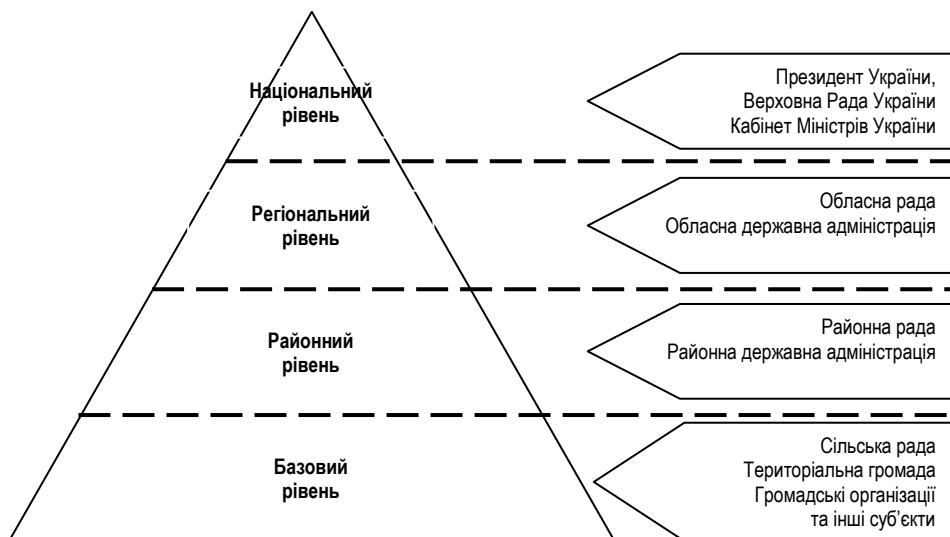 Національний
рівень
Президент України,
Верховна Рада України
Кабінет Міністрів України
Регіональний
рівень
Обласна рада
Обласна державна адміністрація
Районний
рівень
Районна рада
Районна державна адміністрація
Базовий
рівень
Сільська рада
Територіальна громада
Громадські організації
та інші суб’єкти